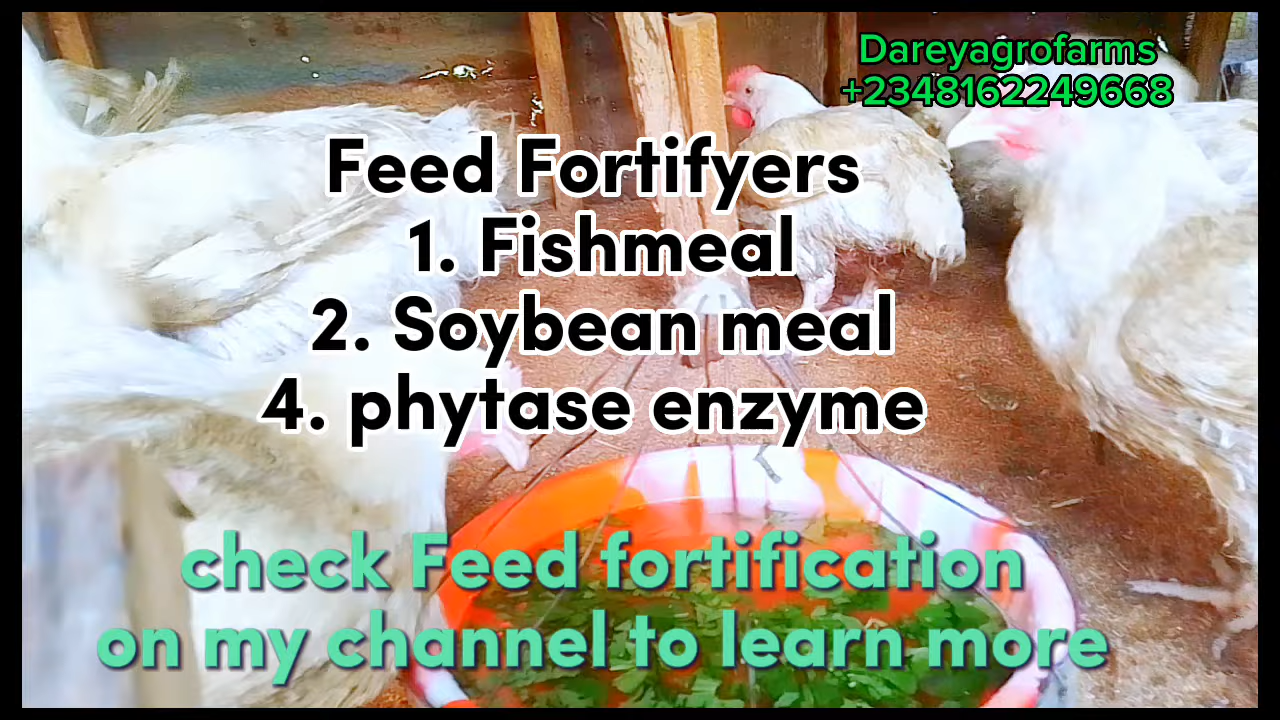 Dareyagrofarms
+2348162249668
Feed Fortifyers
1. Fishmeal
2. Soybean meal
4. phytase enzyme
check Feed fortification
on my channel to learn more